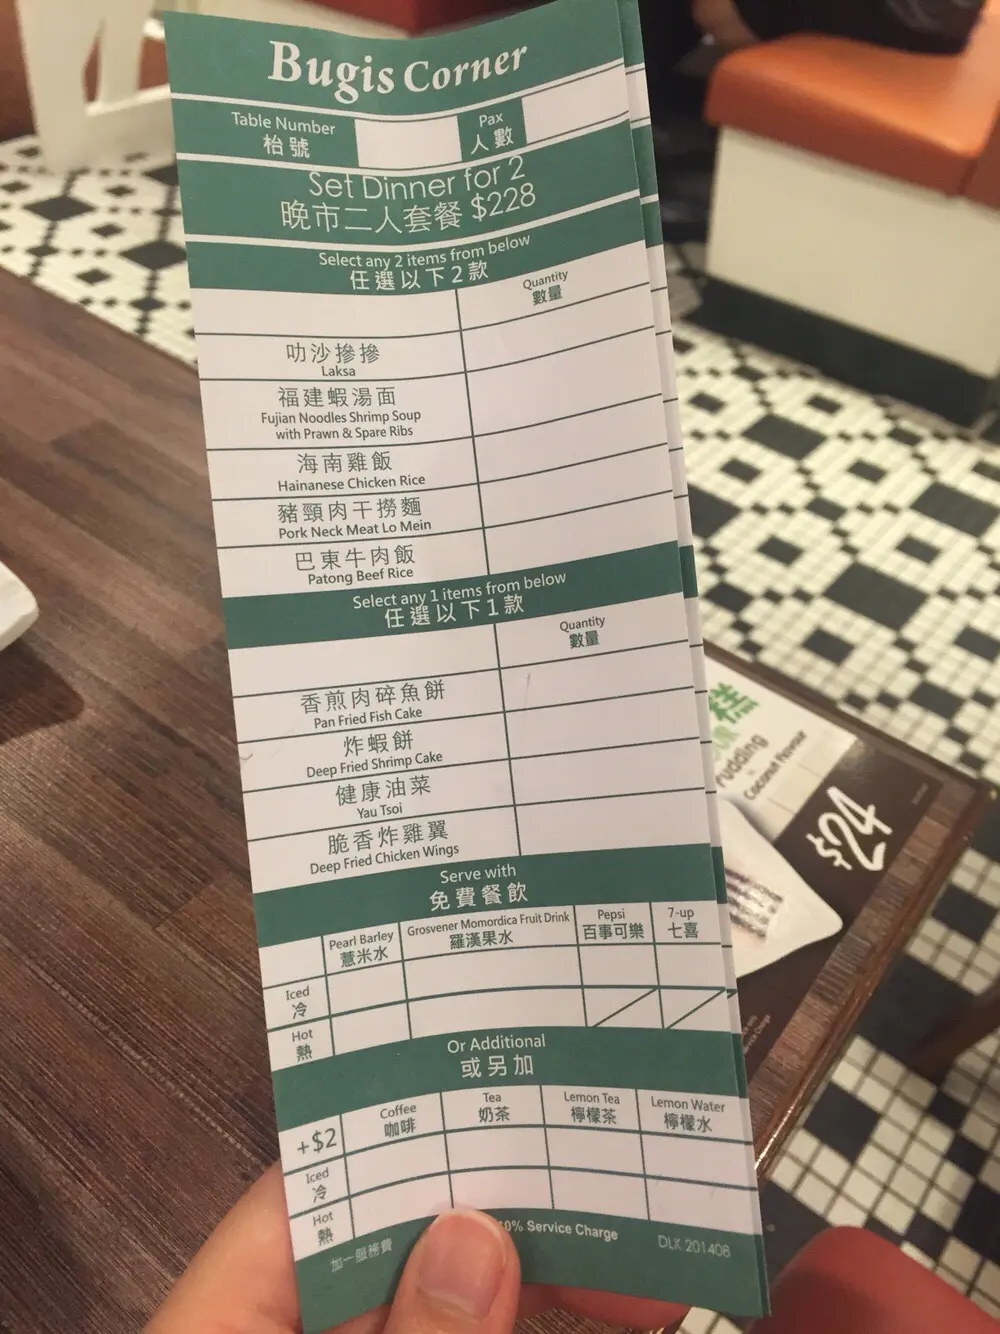 Bugis Corner
Table Number
枱號
Pax
人數
Set Dinner for 2
晚市二人套餐 $228
Select any 2 items from below
任選以下2款
Quantity
數量
叻沙摻摻
Laksa
福建蝦湯面
Fujian Noodles Shrimp Soup
with Prawn & Spare Ribs
海南雞飯
Hainanese Chicken Rice
豬頸肉干撈麵
Pork Neck Meat Lo Mein
巴東牛肉飯
Patong Beef Rice
Select any 1 items from below
任選以下1款
Quantity
數量
香煎肉碎魚餅
Pan Fried Fish Cake
炸蝦餅
Deep Fried Shrimp Cake
健康油菜
Yau Tsoi
脆香炸雞翼
Deep Fried Chicken Wings
Serve with
免費餐飲
Pearl Barley
薏米水
Grosvener Momordica Fruit Drink
羅漢果水
Pepsi
百事可樂
7-up
七喜
Iced
冷
Hot
熱
Or Additional
或另加
+$2
Coffee
咖啡
Tea
奶茶
Lemon Tea
檸檬茶
Lemon Water
檸檬水
Iced
冷
Hot
熱
加一服務費
0% Service Charge
DLK 201408
糕
Pudding
Coconut Flavour
$24